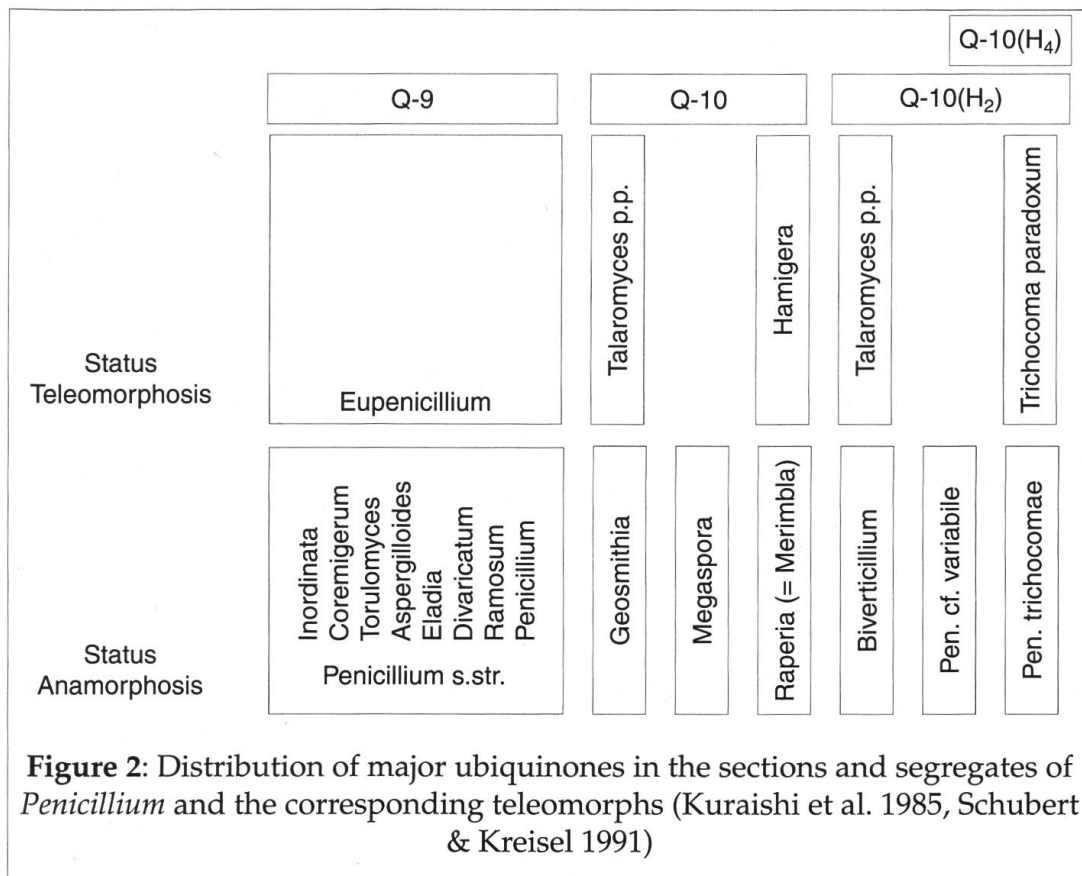 Q-10(H₄)
Q-9
Q-10
Q-10(H₂)
Status
Teleomorphosis
Eupenicillium
Talaromyces p.p.
Hamigera
Talaromyces p.p.
Trichocoma paradoxum
Status
Anamorphosis
Inordinata
Coremigerum
Torulomyces
Aspergilloides
Eladia
Divaricatum
Ramosum
Penicillium
Penicillium s.str.
Geosmithia
Megaspora
Raperia (= Merimbla)
Biverticillium
Pen. cf. variabile
Pen. trichocomae
Figure 2: Distribution of major ubiquinones in the sections and segregates of
Penicillium and the corresponding teleomorphs (Kuraishi et al. 1985, Schubert
& Kreisel 1991)